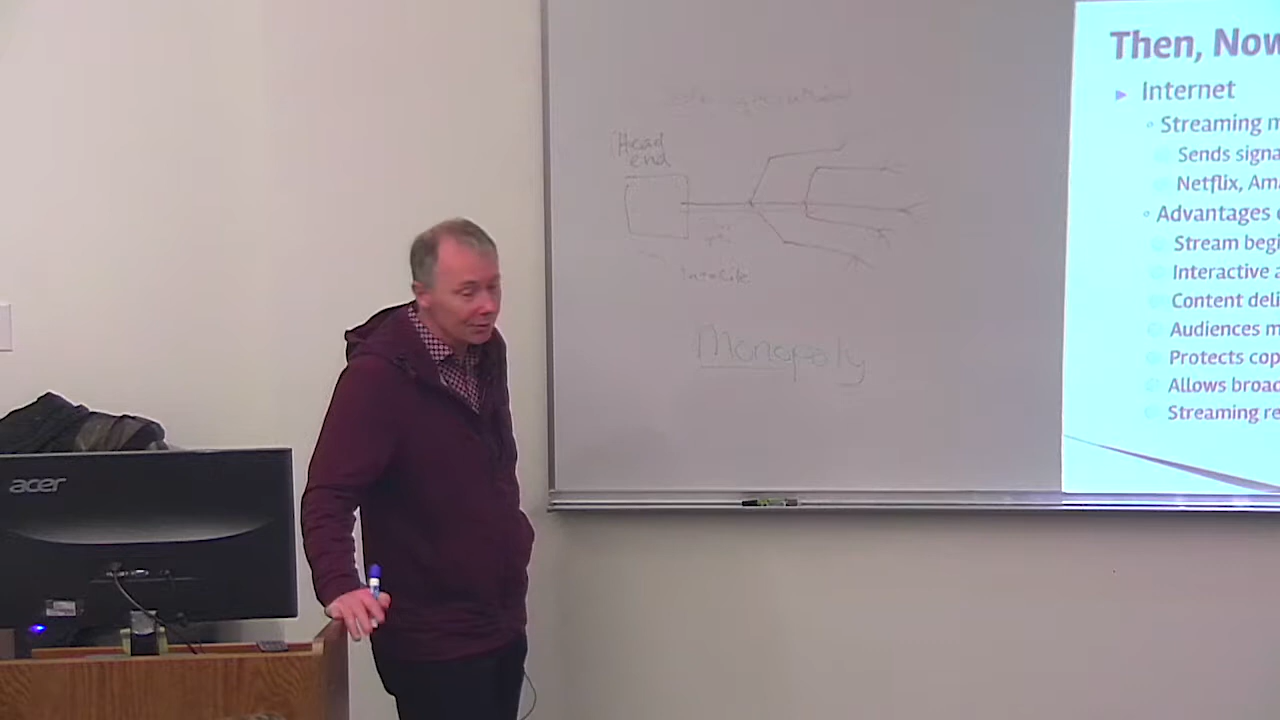 Head
end
Monopoly
acer
Then, Now
Internet
Streaming m
Sends signa
Netflix, Am
Advantages
Stream begi
Interactive a
Content deli
Audiences m
Protects cop
Allows broad
Streaming re